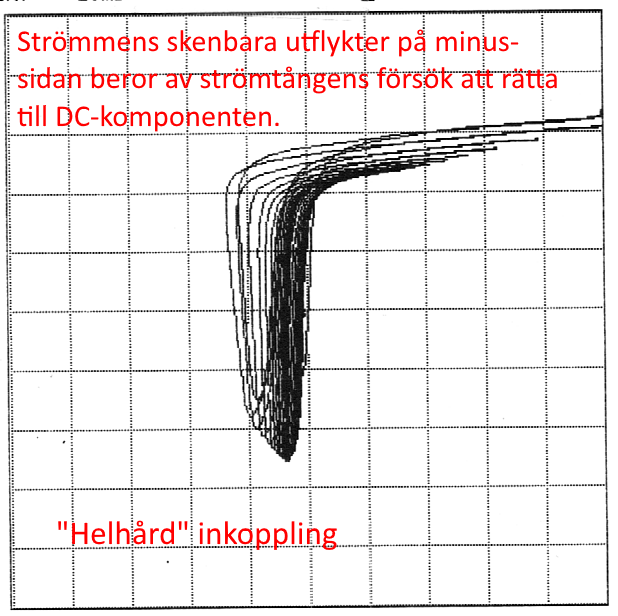 Strömmens skenbara utflykter på minus-
sidan beror av strömtångens försök att rätta
till DC-komponenten.
"Helhård" inkoppling